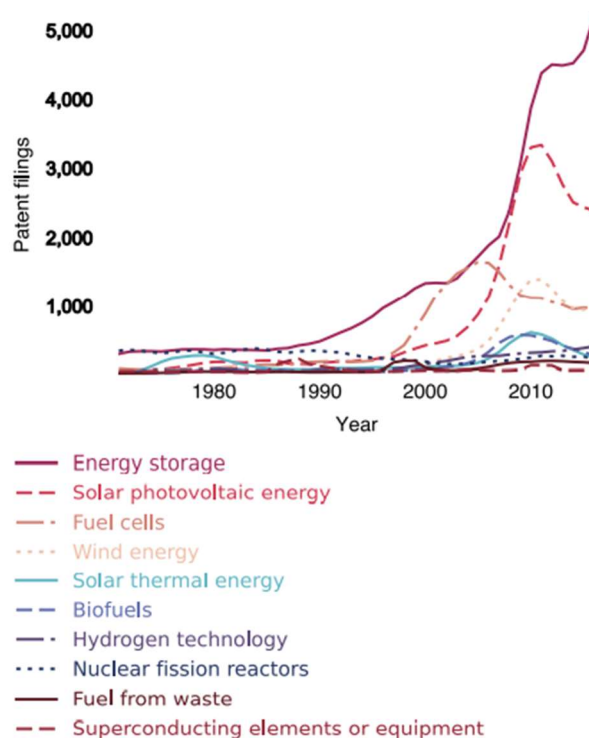 5,000
4,000
3,000
2,000
1,000
Patent filings
1980 1990 2000 2010
Year
Energy storage
Solar photovoltaic energy
Fuel cells
Wind energy
Solar thermal energy
Biofuels
Hydrogen technology
Nuclear fission reactors
Fuel from waste
Superconducting elements or equipment